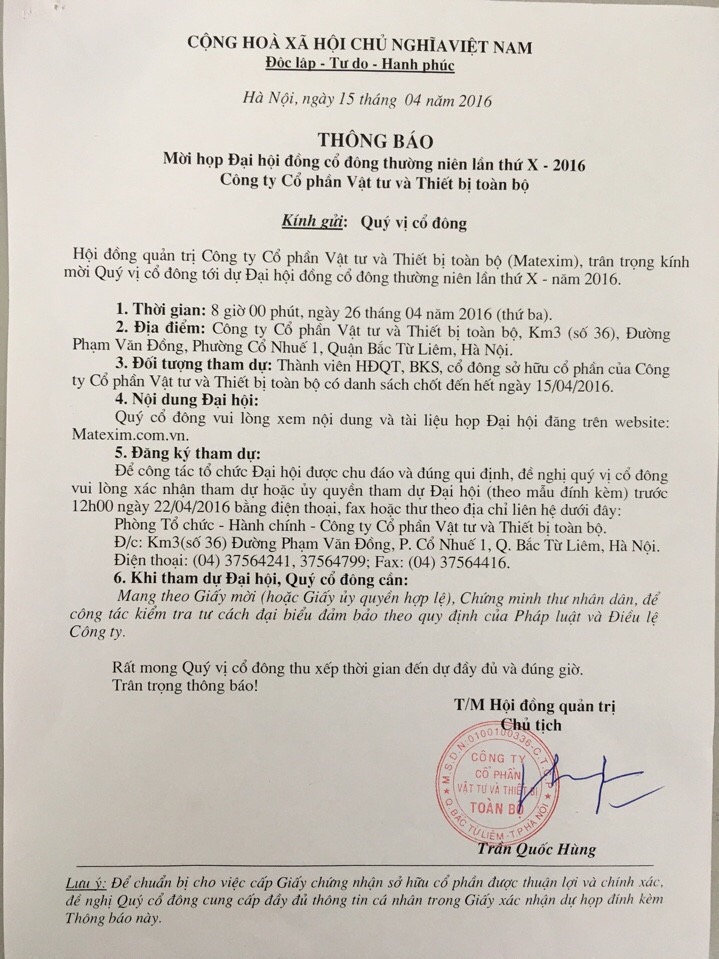 CỘNG HOÀ XÃ HỘI CHỦ NGHĨAVIỆT NAM
Độc lập - Tự do - Hạnh phúc
Hà Nội, ngày 15 tháng 04 năm 2016
THÔNG BÁO
Mời họp Đại hội đồng cổ đông thường niên lần thứ X - 2016
Công ty Cổ phần Vật tư và Thiết bị toàn bộ
Kính gửi: Quý vị cổ đông
Hội đồng quản trị Công ty Cổ phần Vật tư và Thiết bị toàn bộ (Matexim), trân trọng kính
mời Quý vị cổ đông tới dự Đại hội đồng cổ đông thường niên lần thứ X - năm 2016.
1. Thời gian: 8 giờ 00 phút, ngày 26 tháng 04 năm 2016 (thứ ba).
2. Địa điểm: Công ty Cổ phần Vật tư và Thiết bị toàn bộ, Km3 (số 36), Đường
Phạm Văn Đồng, Phường Cổ Nhuế 1, Quận Bắc Từ Liêm, Hà Nội.
3. Đối tượng tham dự: Thành viên HĐQT, BKS, cổ đông sở hữu cổ phần của Công
ty Cổ phần Vật tư và Thiết bị toàn bộ có danh sách chốt đến hết ngày 15/04/2016.
4. Nội dung Đại hội:
Quý cổ đông vui lòng xem nội dung và tài liệu họp Đại hội đăng trên website:
Matexim.com.vn.
5. Đăng ký tham dự:
Để công tác tổ chức Đại hội được chu đáo và đúng qui định, đề nghị quý vị cổ đông
vui lòng xác nhận tham dự hoặc ủy quyền tham dự Đại hội (theo mẫu đính kèm) trước
12h00 ngày 22/04/2016 bằng điện thoại, fax hoặc thư theo địa chỉ liên hệ dưới đây:
Phòng Tổ chức - Hành chính - Công ty Cổ phần Vật tư và Thiết bị toàn bộ.
Đ/c: Km3(số 36) Đường Phạm Văn Đồng, P. Cổ Nhuế 1, Q. Bắc Từ Liêm, Hà Nội.
Điện thoại: (04) 37564241, 37564799; Fax: (04) 37564416.
6. Khi tham dự Đại hội, Quý cổ đông cần:
Mang theo Giấy mời (hoặc Giấy ủy quyền hợp lệ), Chứng minh thư nhân dân, để
công tác kiểm tra tư cách đại biểu đảm bảo theo quy định của Pháp luật và Điều lệ
Công ty.
Rất mong Quý vị cổ đông thu xếp thời gian đến dự đầy đủ và đúng giờ.
Trân trọng thông báo!
T/M Hội đồng quản trị
Chủ tịch
M.S.D.N:0100100336-C.T.C.P
CÔNG TY
CỔ PHẦN
VẬT TƯ VÀ THIẾT BỊ
TOÀN BỘ
Q.BẮC TỪ LIÊM-T.P HÀ NỘI
Trần Quốc Hùng
Lưu ý: Để chuẩn bị cho việc cấp Giấy chứng nhận sở hữu cổ phần được thuận lợi và chính xác,
đề nghị Quý cổ đông cung cấp đầy đủ thông tin cá nhân trong Giấy xác nhận dự họp đính kèm
Thông báo này.